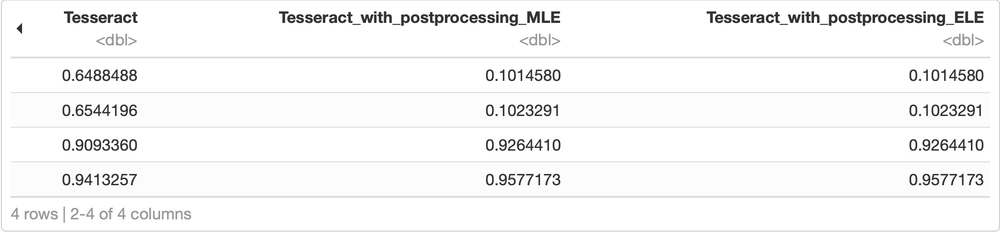 Tesseract Tesseract_with_postprocessing_MLE Tesseract_with_postprocessing_ELE
<dbl> <dbl> <dbl>
0.6488488 0.1014580 0.1014580
0.6544196 0.1023291 0.1023291
0.9093360 0.9264410 0.9264410
0.9413257 0.9577173 0.9577173
4 rows | 2-4 of 4 columns